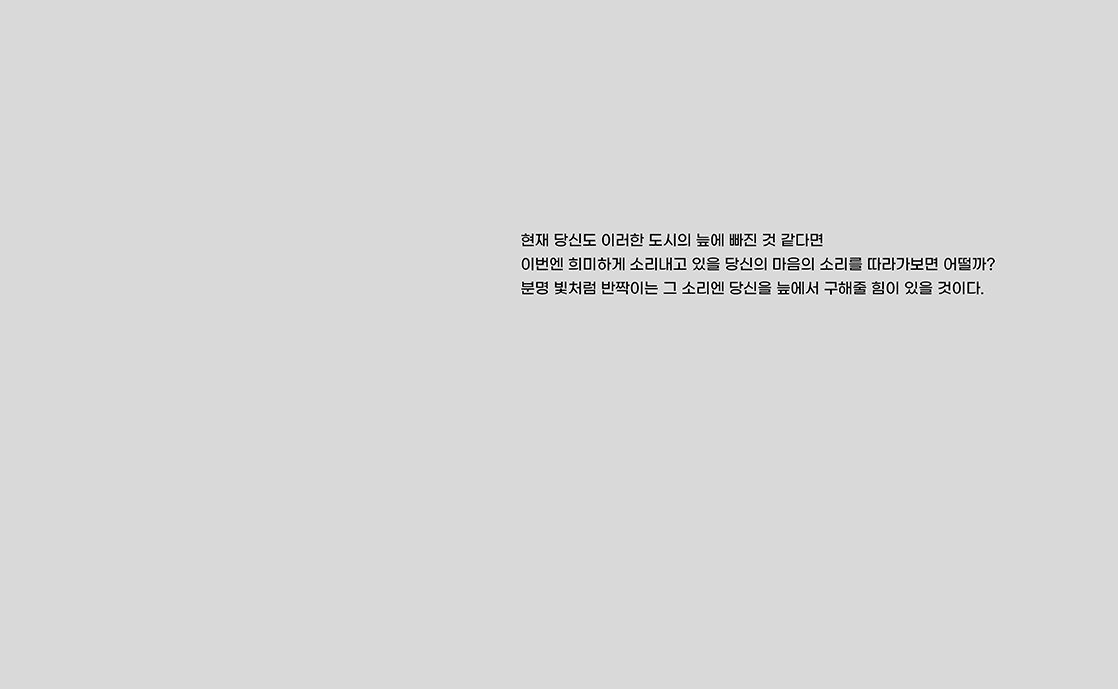 현재 당신도 이러한 도시의 늪에 빠진 것 같다면
이번엔 희미하게 소리내고 있을 당신의 마음의 소리를 따라가보면 어떨까?
분명 빛처럼 반짝이는 그 소리엔 당신을 늪에서 구해줄 힘이 있을 것이다.